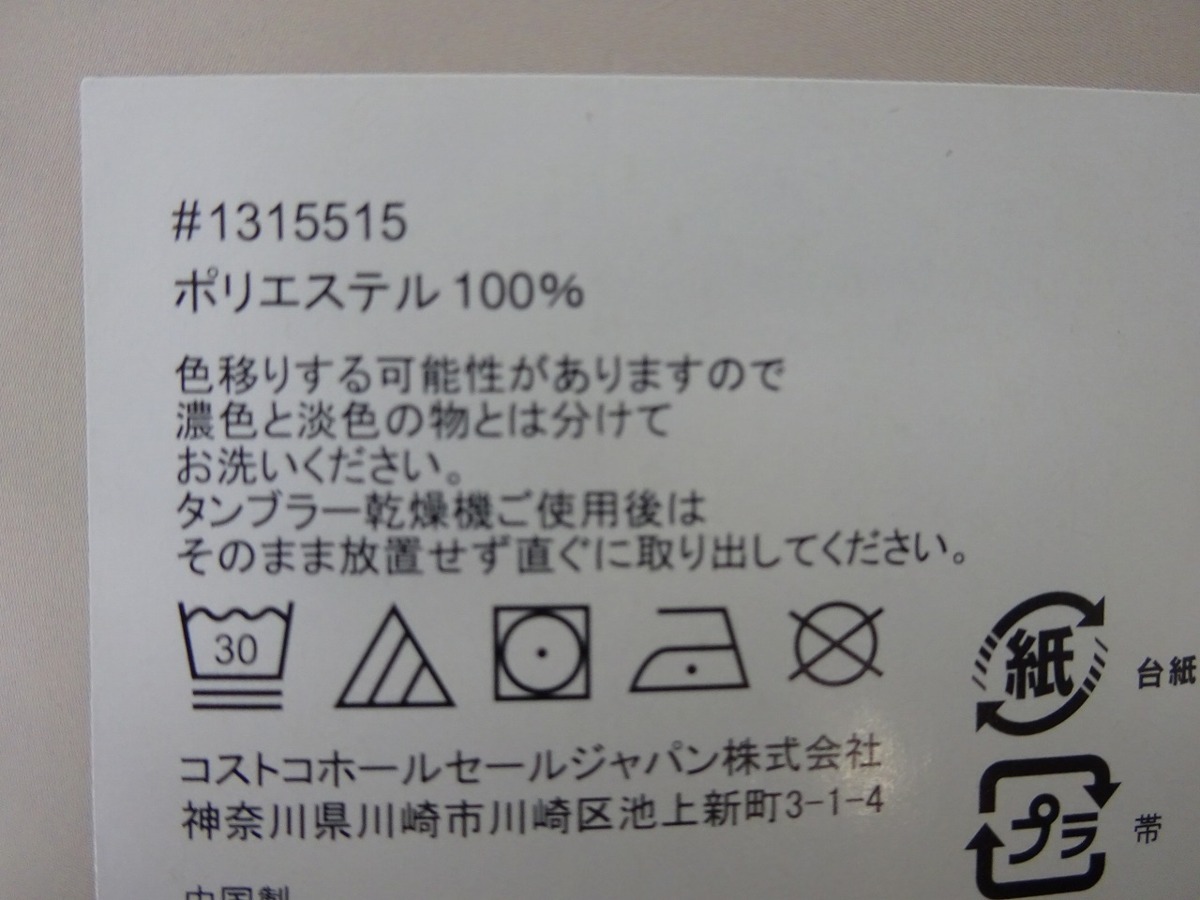 #1315515
ポリエステル 100%
色移りする可能性がありますので
濃色と淡色の物とは分けて
お洗いください。
タンブラー乾燥機ご使用後は
そのまま放置せず直ぐに取り出してください。
30
紙
台紙
コストコホールセールジャパン株式会社
神奈川県川崎市川崎区池上新町3-1-4
プラ
帯
中国製